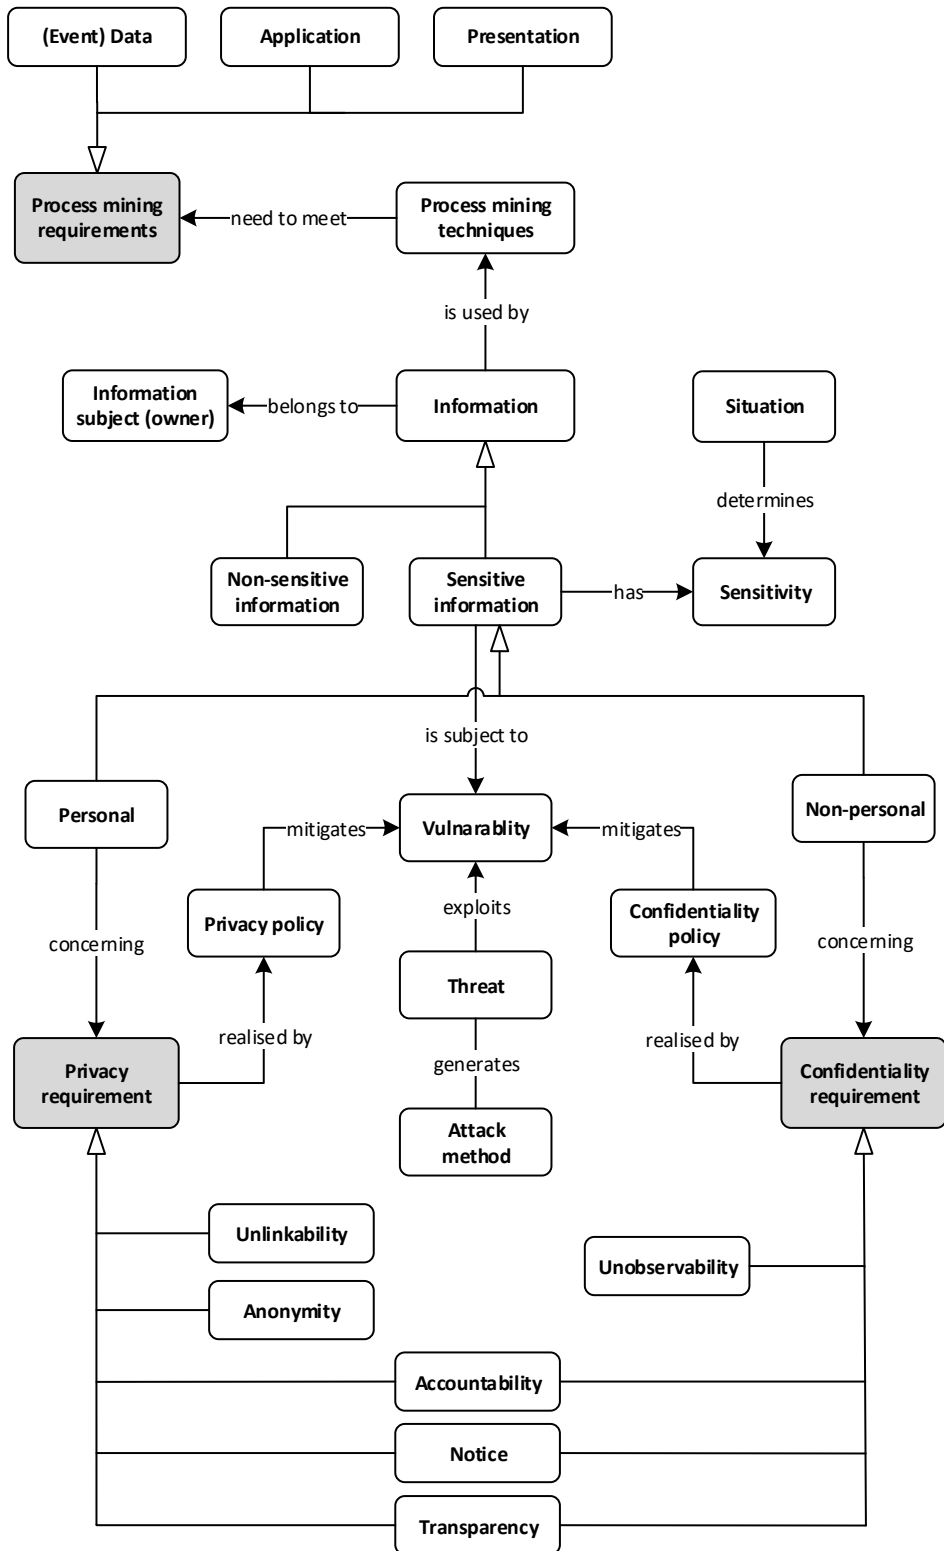 (Event) Data
Application
Presentation
Process mining
requirements
need to meet
Process mining
techniques
is used by
Information
subject (owner)
belongs to
Information
Situation
determines
Non-sensitive
information
Sensitive
information
has
Sensitivity
is subject to
Personal
mitigates
Vulnarablity
mitigates
Non-personal
concerning
Privacy policy
exploits
Confidentiality
policy
concerning
realised by
Threat
realised by
Privacy
requirement
generates
Confidentiality
requirement
Attack
method
Unlinkability
Unobservability
Anonymity
Accountability
Notice
Transparency